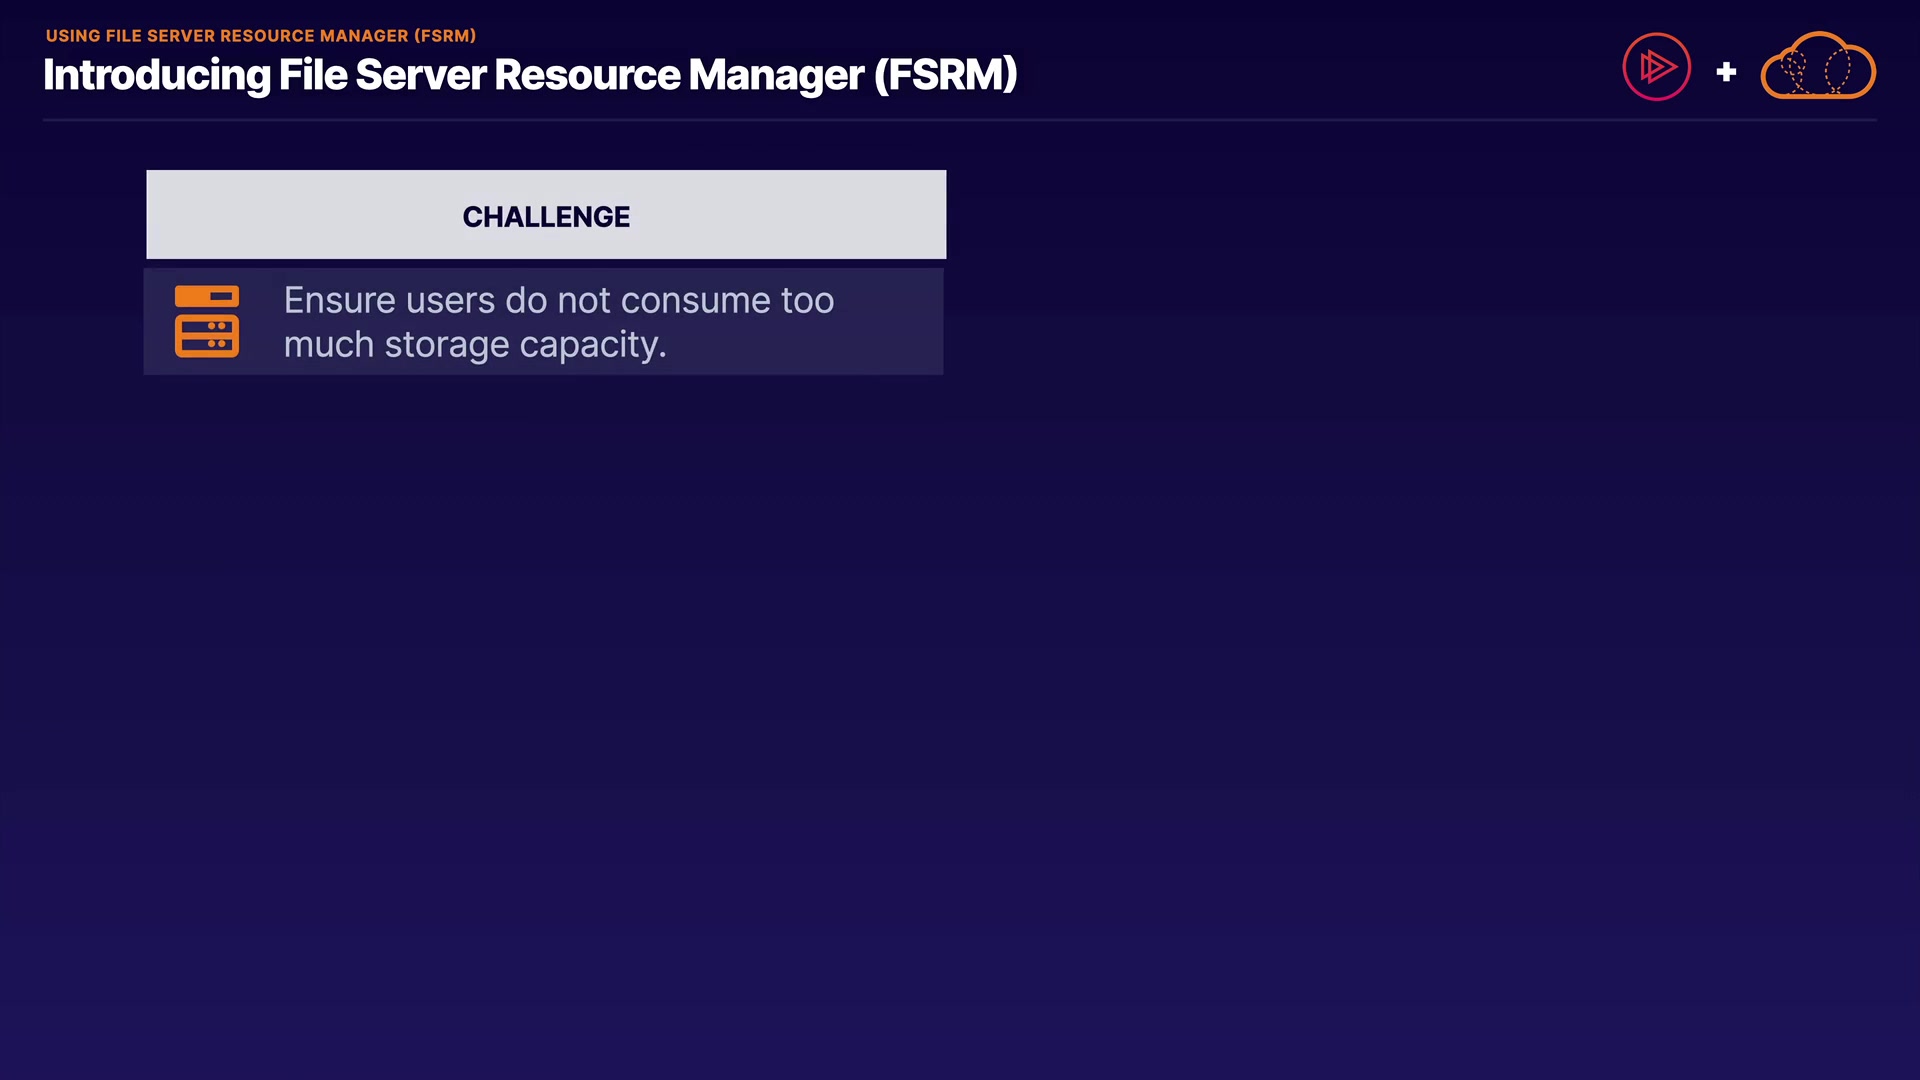 USING FILE SERVER RESOURCE MANAGER (FSRM)
Introducing File Server Resource Manager (FSRM)
+
CHALLENGE
Ensure users do not consume too
much storage capacity.